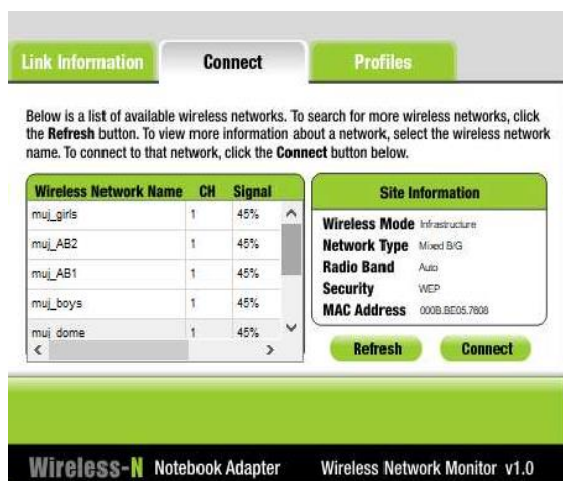 Link Information
Connect
Profiles
Below is a list of available wireless networks. To search for more wireless networks, click
the Refresh button. To view more information about a network, select the wireless network
name. To connect to that network, click the Connect button below.
Wireless Network Name CH Signal
muj_girls 1 45%
muj_AB2 1 45%
muj_AB1 1 45%
muj_boys 1 45%
muj_dome 1 45%
Site Information
Wireless Mode Infrastructure
Network Type Mixed B/G
Radio Band Auto
Security WEP
MAC Address 000B.BE05.7808
Refresh
Connect
Wireless-N Notebook Adapter Wireless Network Monitor v1.0